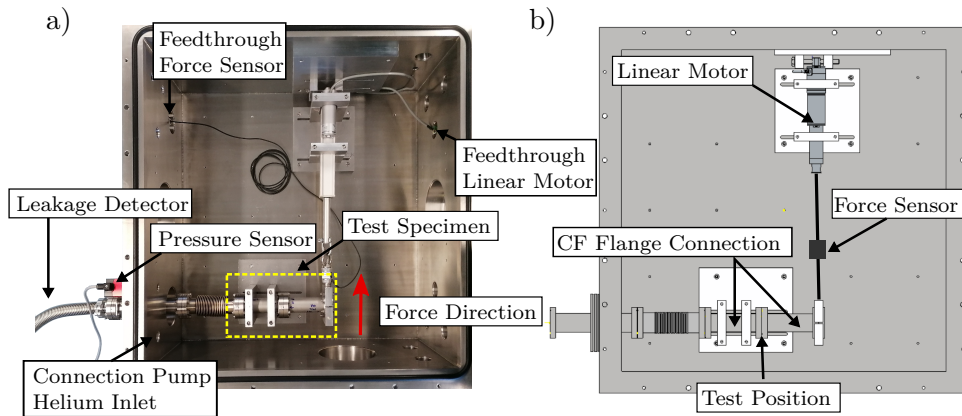 a)
Feedthrough
Force Sensor
Leakage Detector
Pressure Sensor
Test Specimen
Feedthrough
Linear Motor
Force Direction
Connection Pump
Helium Inlet
b)
Linear Motor
Force Sensor
CF Flange Connection
Test Position